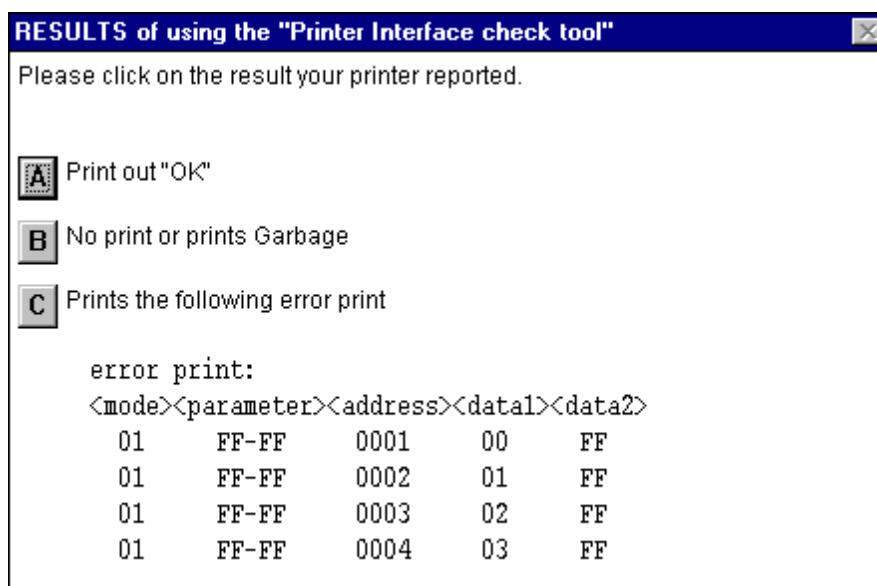 RESULTS of using the "Printer Interface check tool"
Please click on the result your printer reported.
A Print out "OK"
B No print or prints Garbage
C Prints the following error print
error print:
<mode><parameter><address><data1><data2>
01 FF-FF 0001 00 FF
01 FF-FF 0002 01 FF
01 FF-FF 0003 02 FF
01 FF-FF 0004 03 FF